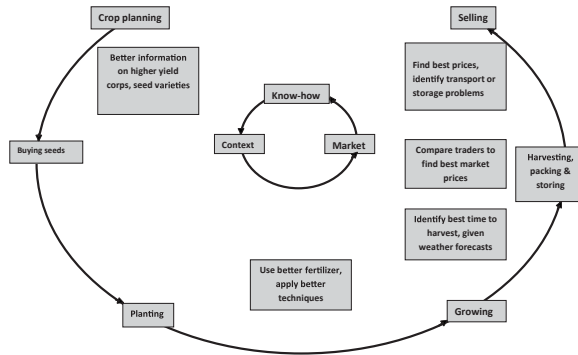 Crop planning
Selling
Better information
on higher yield
corps, seed varieties
Find best prices,
identify transport or
storage problems
Know-how
Context
Market
Buying seeds
Compare traders to
find best market
prices
Harvesting,
packing &
storing
Identify best time to
harvest, given
weather forecasts
Use better fertilizer,
apply better
techniques
Planting
Growing